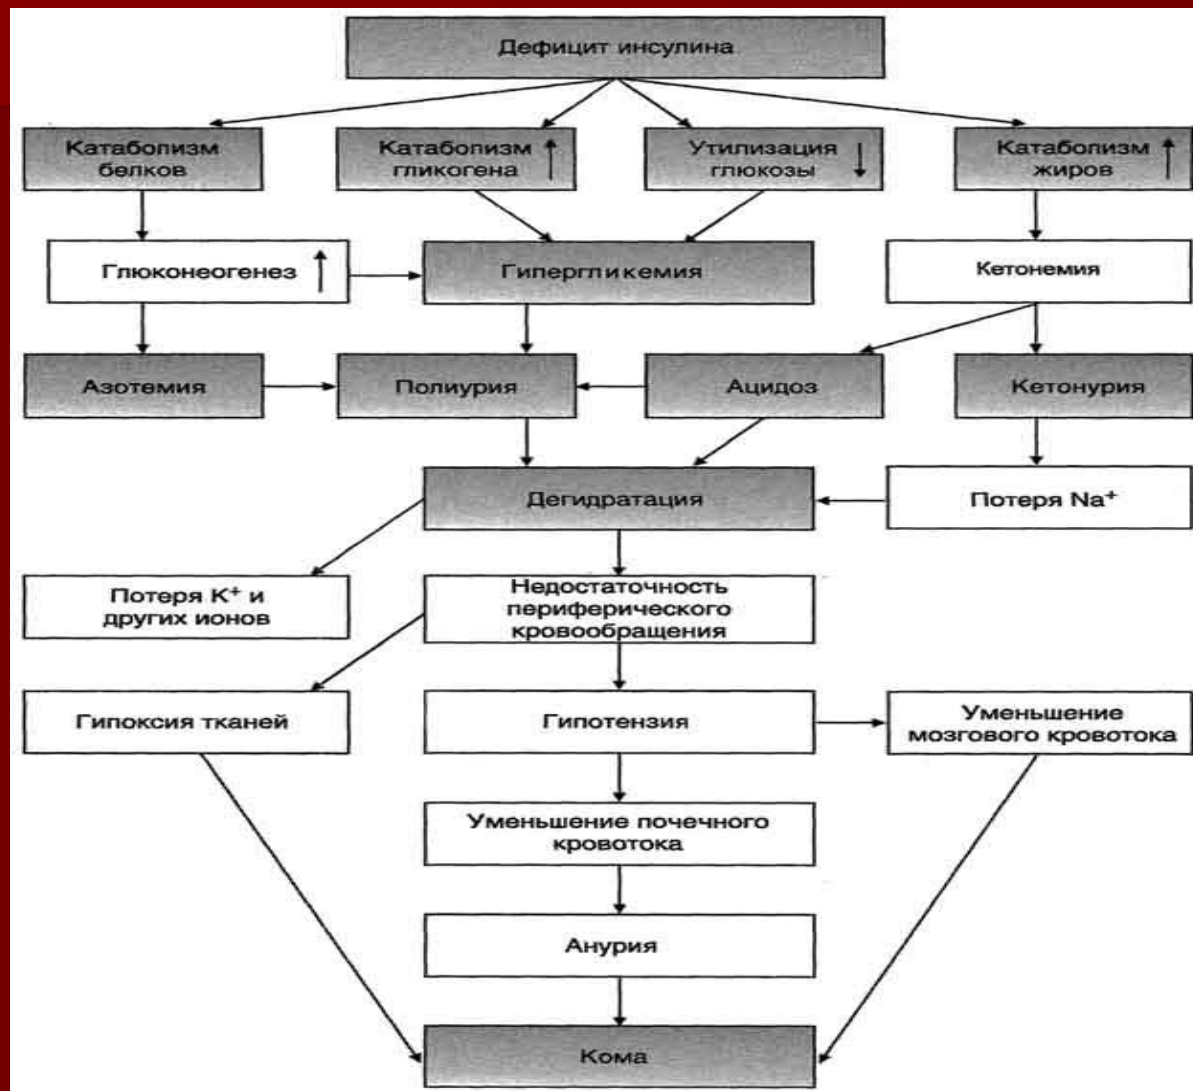 Дефицит инсулина
Катаболизм
белков
Катаболизм
гликогена
Утилизация
глюкозы
Катаболизм
жиров
Глюконеогенез
Гипергликемия
Кетонемия
Азотемия
Полиурия
Ацидоз
Кетонурия
Дегидратация
Потеря Na⁺
Потеря K⁺ и
других ионов
Недостаточность
периферического
кровообращения
Гипоксия тканей
Гипотензия
Уменьшение
мозгового кровотока
Уменьшение почечного
кровотока
Анурия
Кома